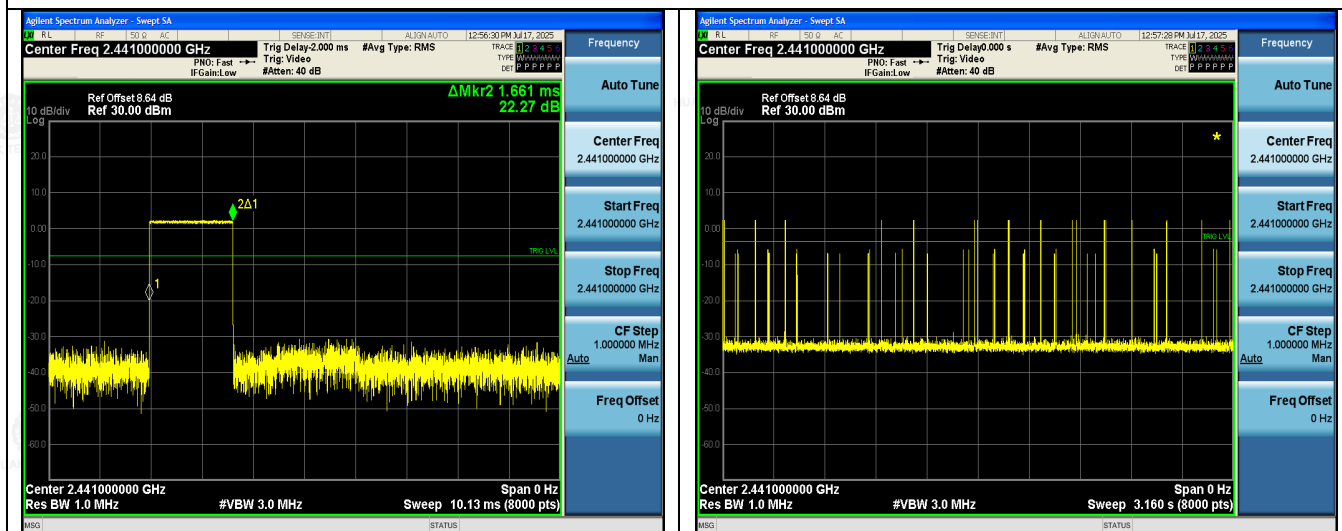 Agilent Spectrum Analyzer - Swept SA
LXI RL RF 50 Ω AC SENSE:INT ALIGN AUTO 12:56:30 PM Jul 17, 2025
Center Freq 2.441000000 GHz
Trig Delay-2.000 ms #Avg Type: RMS
TRACE 1 2 3 4 5 6
PNO: Fast Trig: Video
TYPE W
IFGain:Low #Atten: 40 dB
DET P P P P P P
ΔMkr2 1.661 ms
22.27 dB
Ref Offset 8.64 dB
10 dB/div Ref 30.00 dBm
Log
20.0
10.0
0.00
-10.0
-20.0
-30.0
-40.0
-50.0
-60.0
2Δ1
1
TRIG LVL
Center 2.441000000 GHz Span 0 Hz
Res BW 1.0 MHz #VBW 3.0 MHz Sweep 10.13 ms (8000 pts)
MSG STATUS
Frequency
Auto Tune
Center Freq
2.441000000 GHz
Start Freq
2.441000000 GHz
Stop Freq
2.441000000 GHz
CF Step
1.000000 MHz
Auto Man
Freq Offset
0 Hz
Agilent Spectrum Analyzer - Swept SA
LXI RL RF 50 Ω AC SENSE:INT ALIGN AUTO 12:57:28 PM Jul 17, 2025
Center Freq 2.441000000 GHz
Trig Delay0.000 s #Avg Type: RMS
TRACE 1 2 3 4 5 6
PNO: Fast Trig: Video
TYPE W
IFGain:Low #Atten: 40 dB
DET P P P P P P
Ref Offset 8.64 dB
10 dB/div Ref 30.00 dBm
Log
*
20.0
10.0
0.00
-10.0
-20.0
-30.0
-40.0
-50.0
-60.0
TRIG LVL
Center 2.441000000 GHz Span 0 Hz
Res BW 1.0 MHz #VBW 3.0 MHz Sweep 3.160 s (8000 pts)
MSG STATUS
Frequency
Auto Tune
Center Freq
2.441000000 GHz
Start Freq
2.441000000 GHz
Stop Freq
2.441000000 GHz
CF Step
1.000000 MHz
Auto Man
Freq Offset
0 Hz